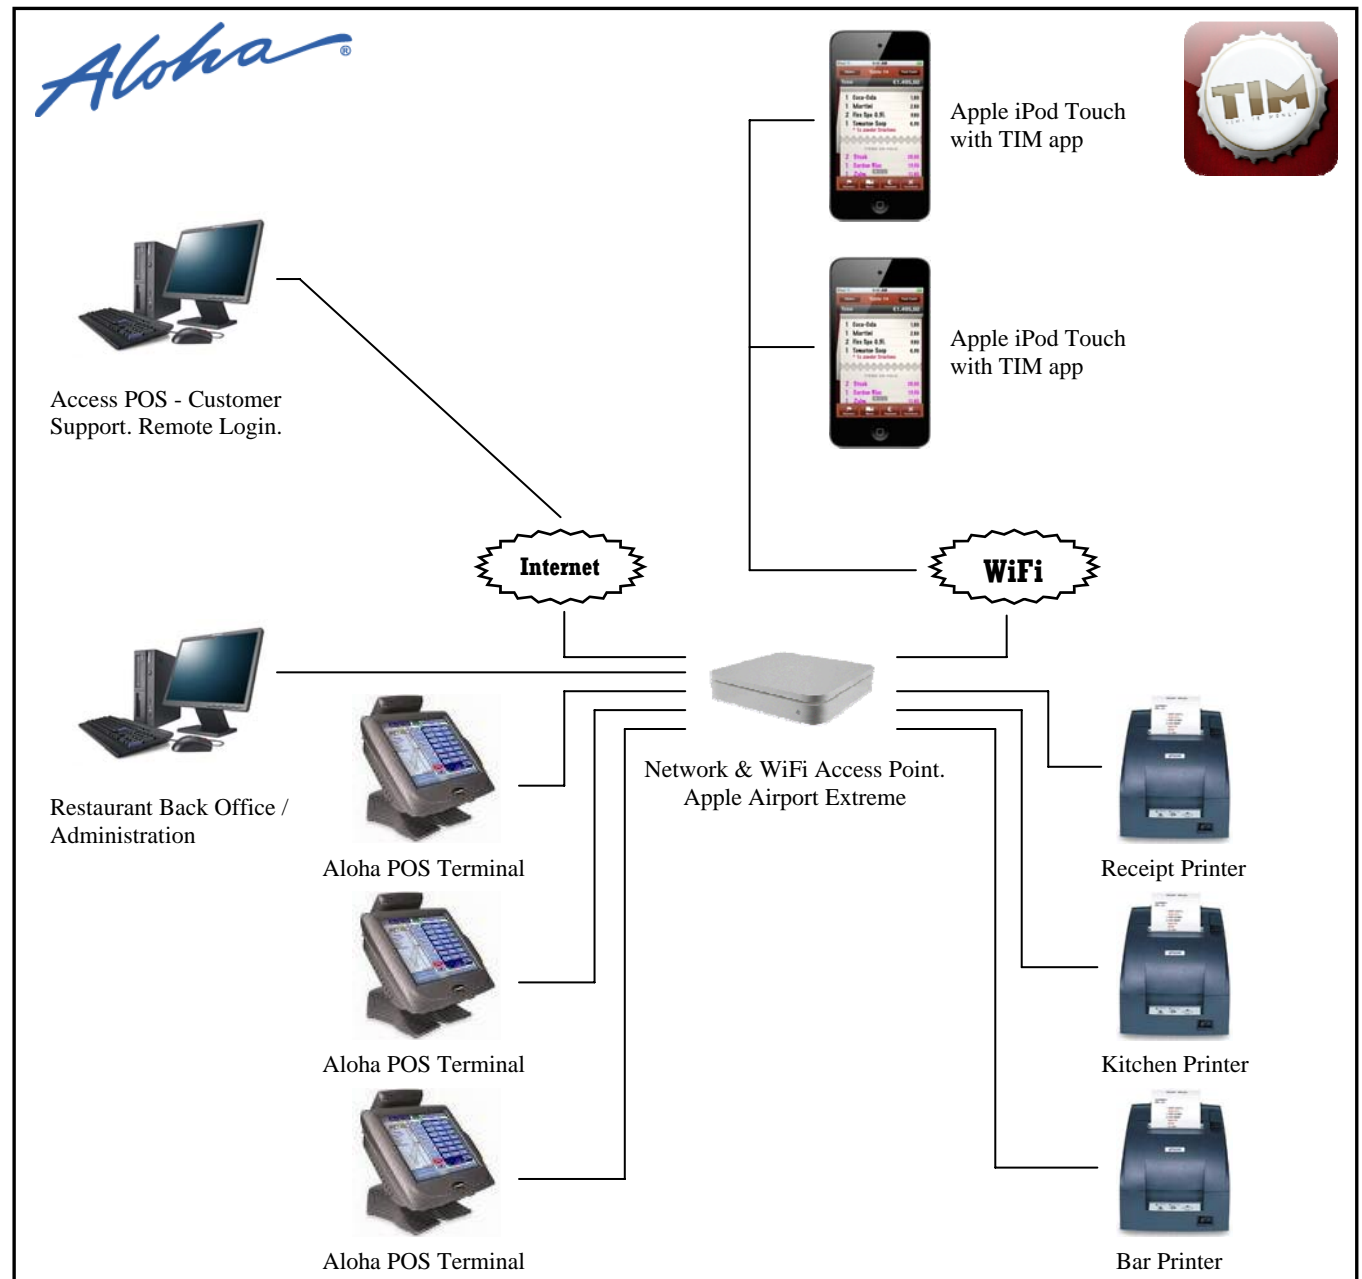 Aloha ®
TIM
Apple iPod Touch
with TIM app
Apple iPod Touch
with TIM app
Access POS - Customer
Support. Remote Login.
Internet
WiFi
Network & WiFi Access Point.
Apple Airport Extreme
Restaurant Back Office /
Administration
Aloha POS Terminal
Receipt Printer
Aloha POS Terminal
Kitchen Printer
Aloha POS Terminal
Bar Printer